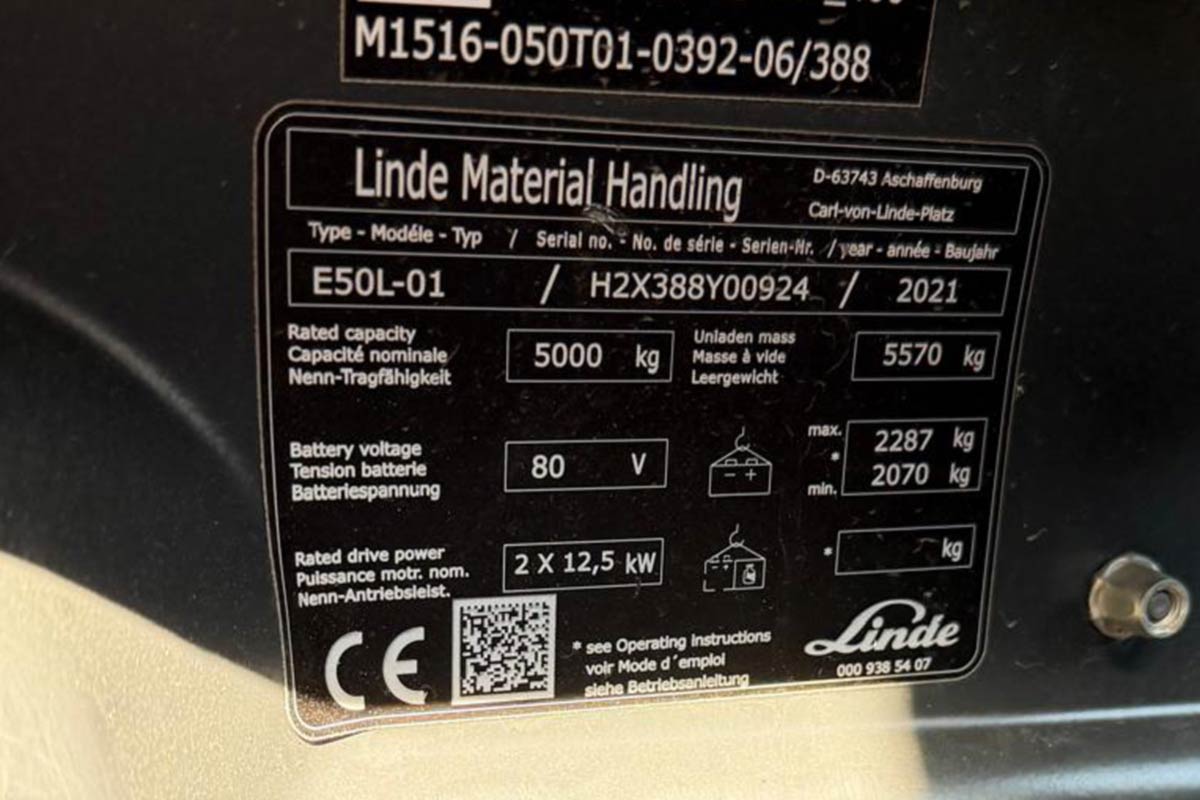 M1516-050T01-0392-06/388
Linde Material Handling
D-63743 Aschaffenburg
Carl-von-Linde-Platz
Type - Modéle - Typ / Serial no. - No. de série - Serien-Nr. / year - année - Baujahr
E50L-01 / H2X388Y00924 / 2021
Rated capacity
Capacité nominale
Nenn-Tragfähigkeit
5000 kg
Unladen mass
Masse à vide
Leergewicht
5570 kg
Battery voltage
Tension batterie
Batteriespannung
80 V
- +
max. 2287 kg
*
min. 2070 kg
Rated drive power
Puissance motr. nom.
Nenn-Antriebsleist.
2 X 12,5 kW
* kg
CE
* see Operating Instructions
voir Mode d´emploi
siehe Betriebsanleitung
Linde
000 938 54 07